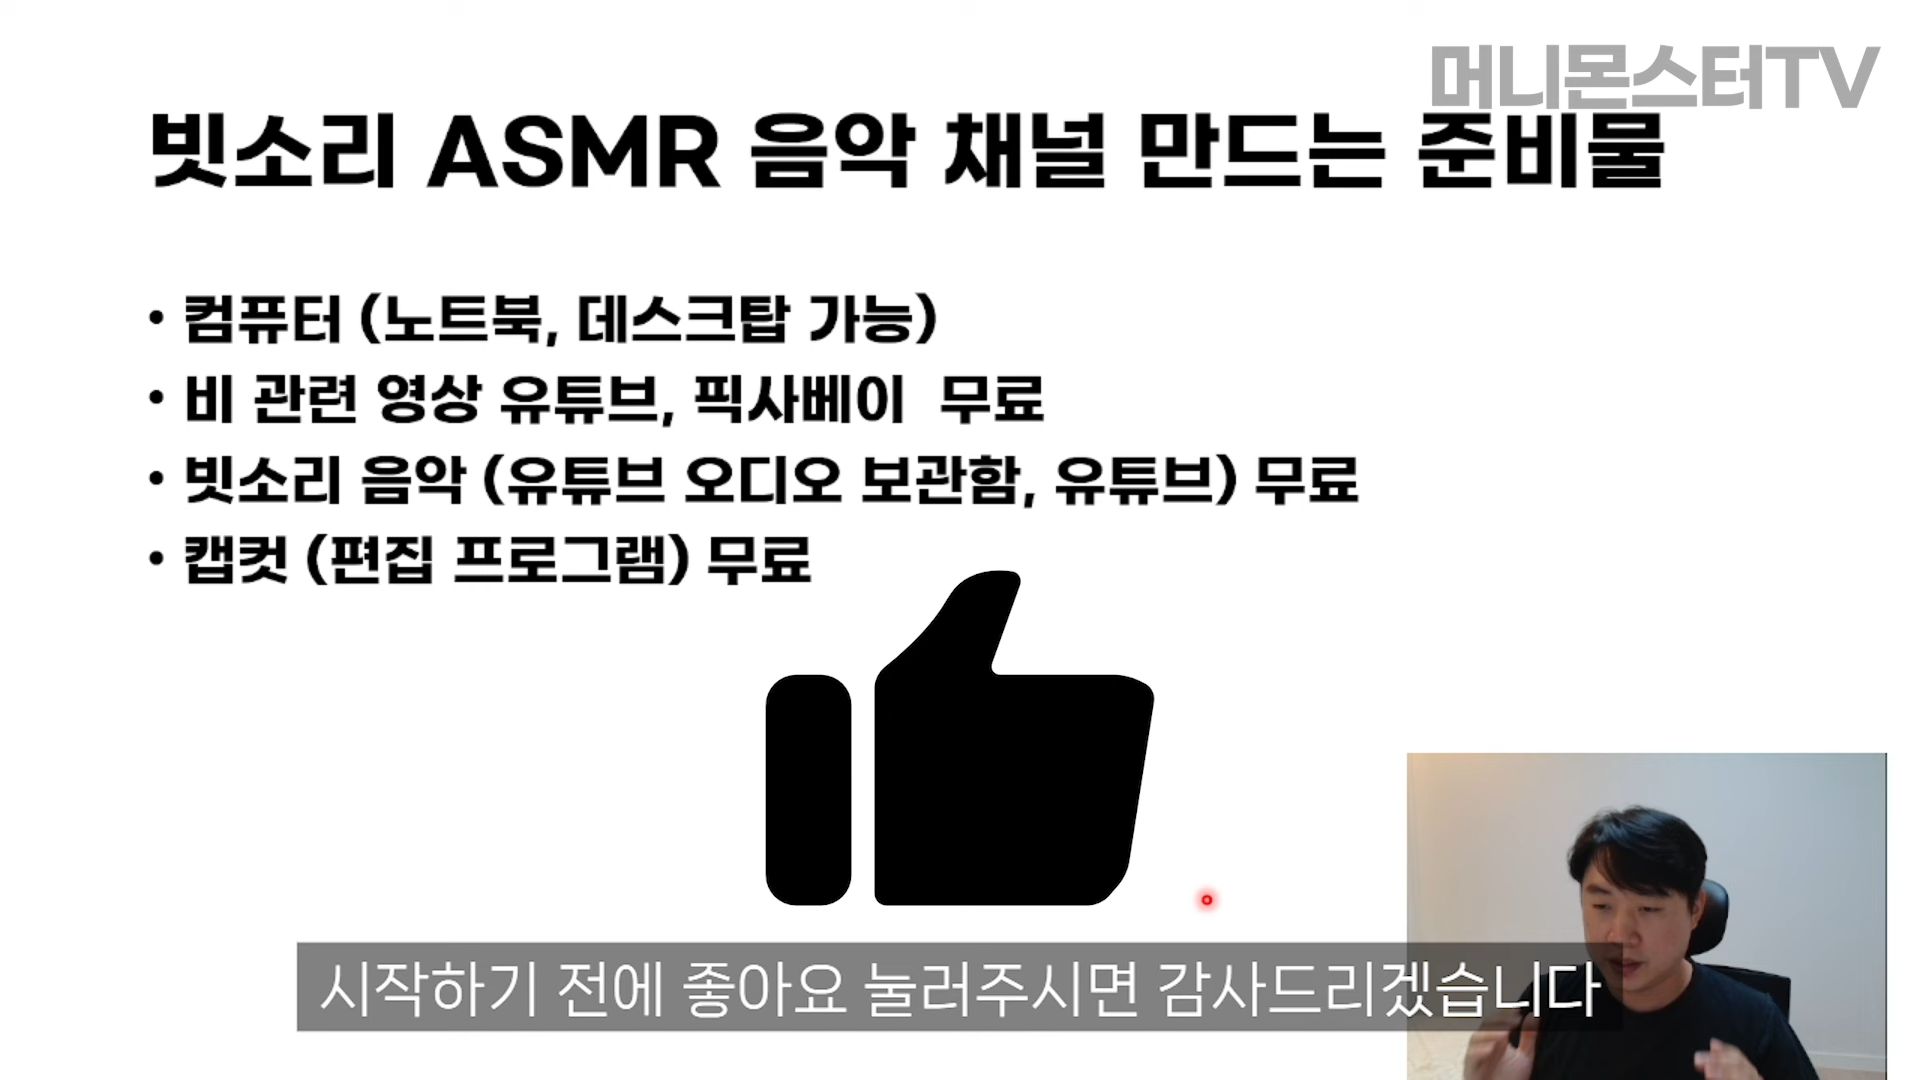 머니몬스터TV
빗소리 ASMR 음악 채널 만드는 준비물
• 컴퓨터 (노트북, 데스크탑 가능)
• 비 관련 영상 유튜브, 픽사베이 무료
• 빗소리 음악 (유튜브 오디오 보관함, 유튜브) 무료
• 캡컷 (편집 프로그램) 무료
시작하기 전에 좋아요 눌러주시면 감사드리겠습니다